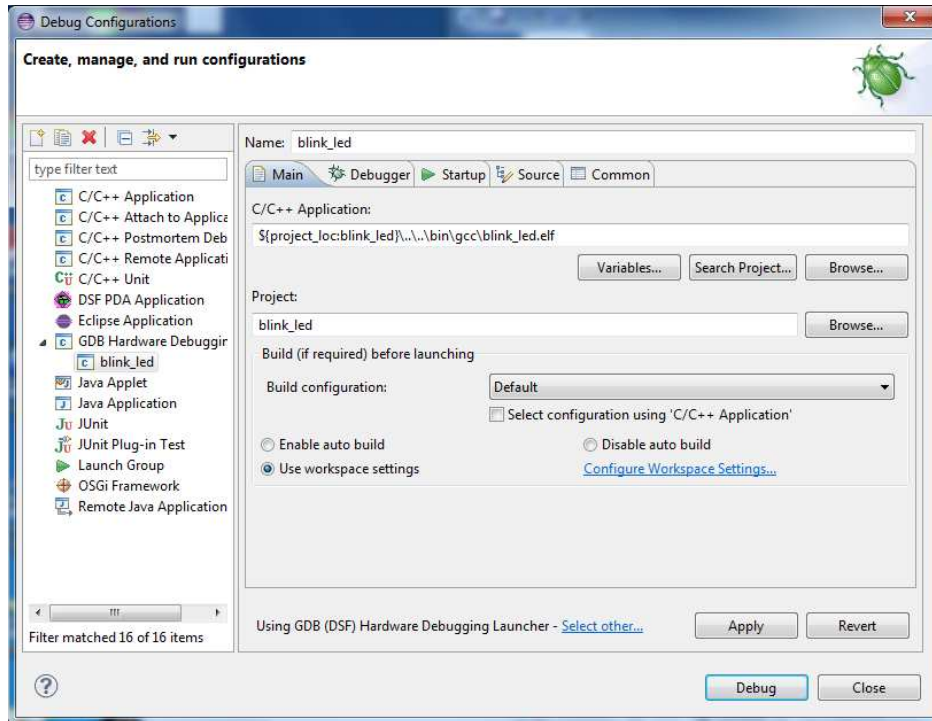 Debug Configurations
Create, manage, and run configurations
type filter text
C/C++ Application
C/C++ Attach to Applica
C/C++ Postmortem Deb
C/C++ Remote Applicati
C/C++ Unit
DSF PDA Application
Eclipse Application
GDB Hardware Debuggin
blink_led
Java Applet
Java Application
JUnit
JUnit Plug-in Test
Launch Group
OSGi Framework
Remote Java Application
Filter matched 16 of 16 items
Name: blink_led
Main Debugger Startup Source Common
C/C++ Application:
${project_loc:blink_led}\..\..\bin\gcc\blink_led.elf
Variables... Search Project... Browse...
Project:
blink_led Browse...
Build (if required) before launching
Build configuration: Default
Select configuration using 'C/C++ Application'
Enable auto build Disable auto build
Use workspace settings Configure Workspace Settings...
Using GDB (DSF) Hardware Debugging Launcher - Select other... Apply Revert
Debug Close